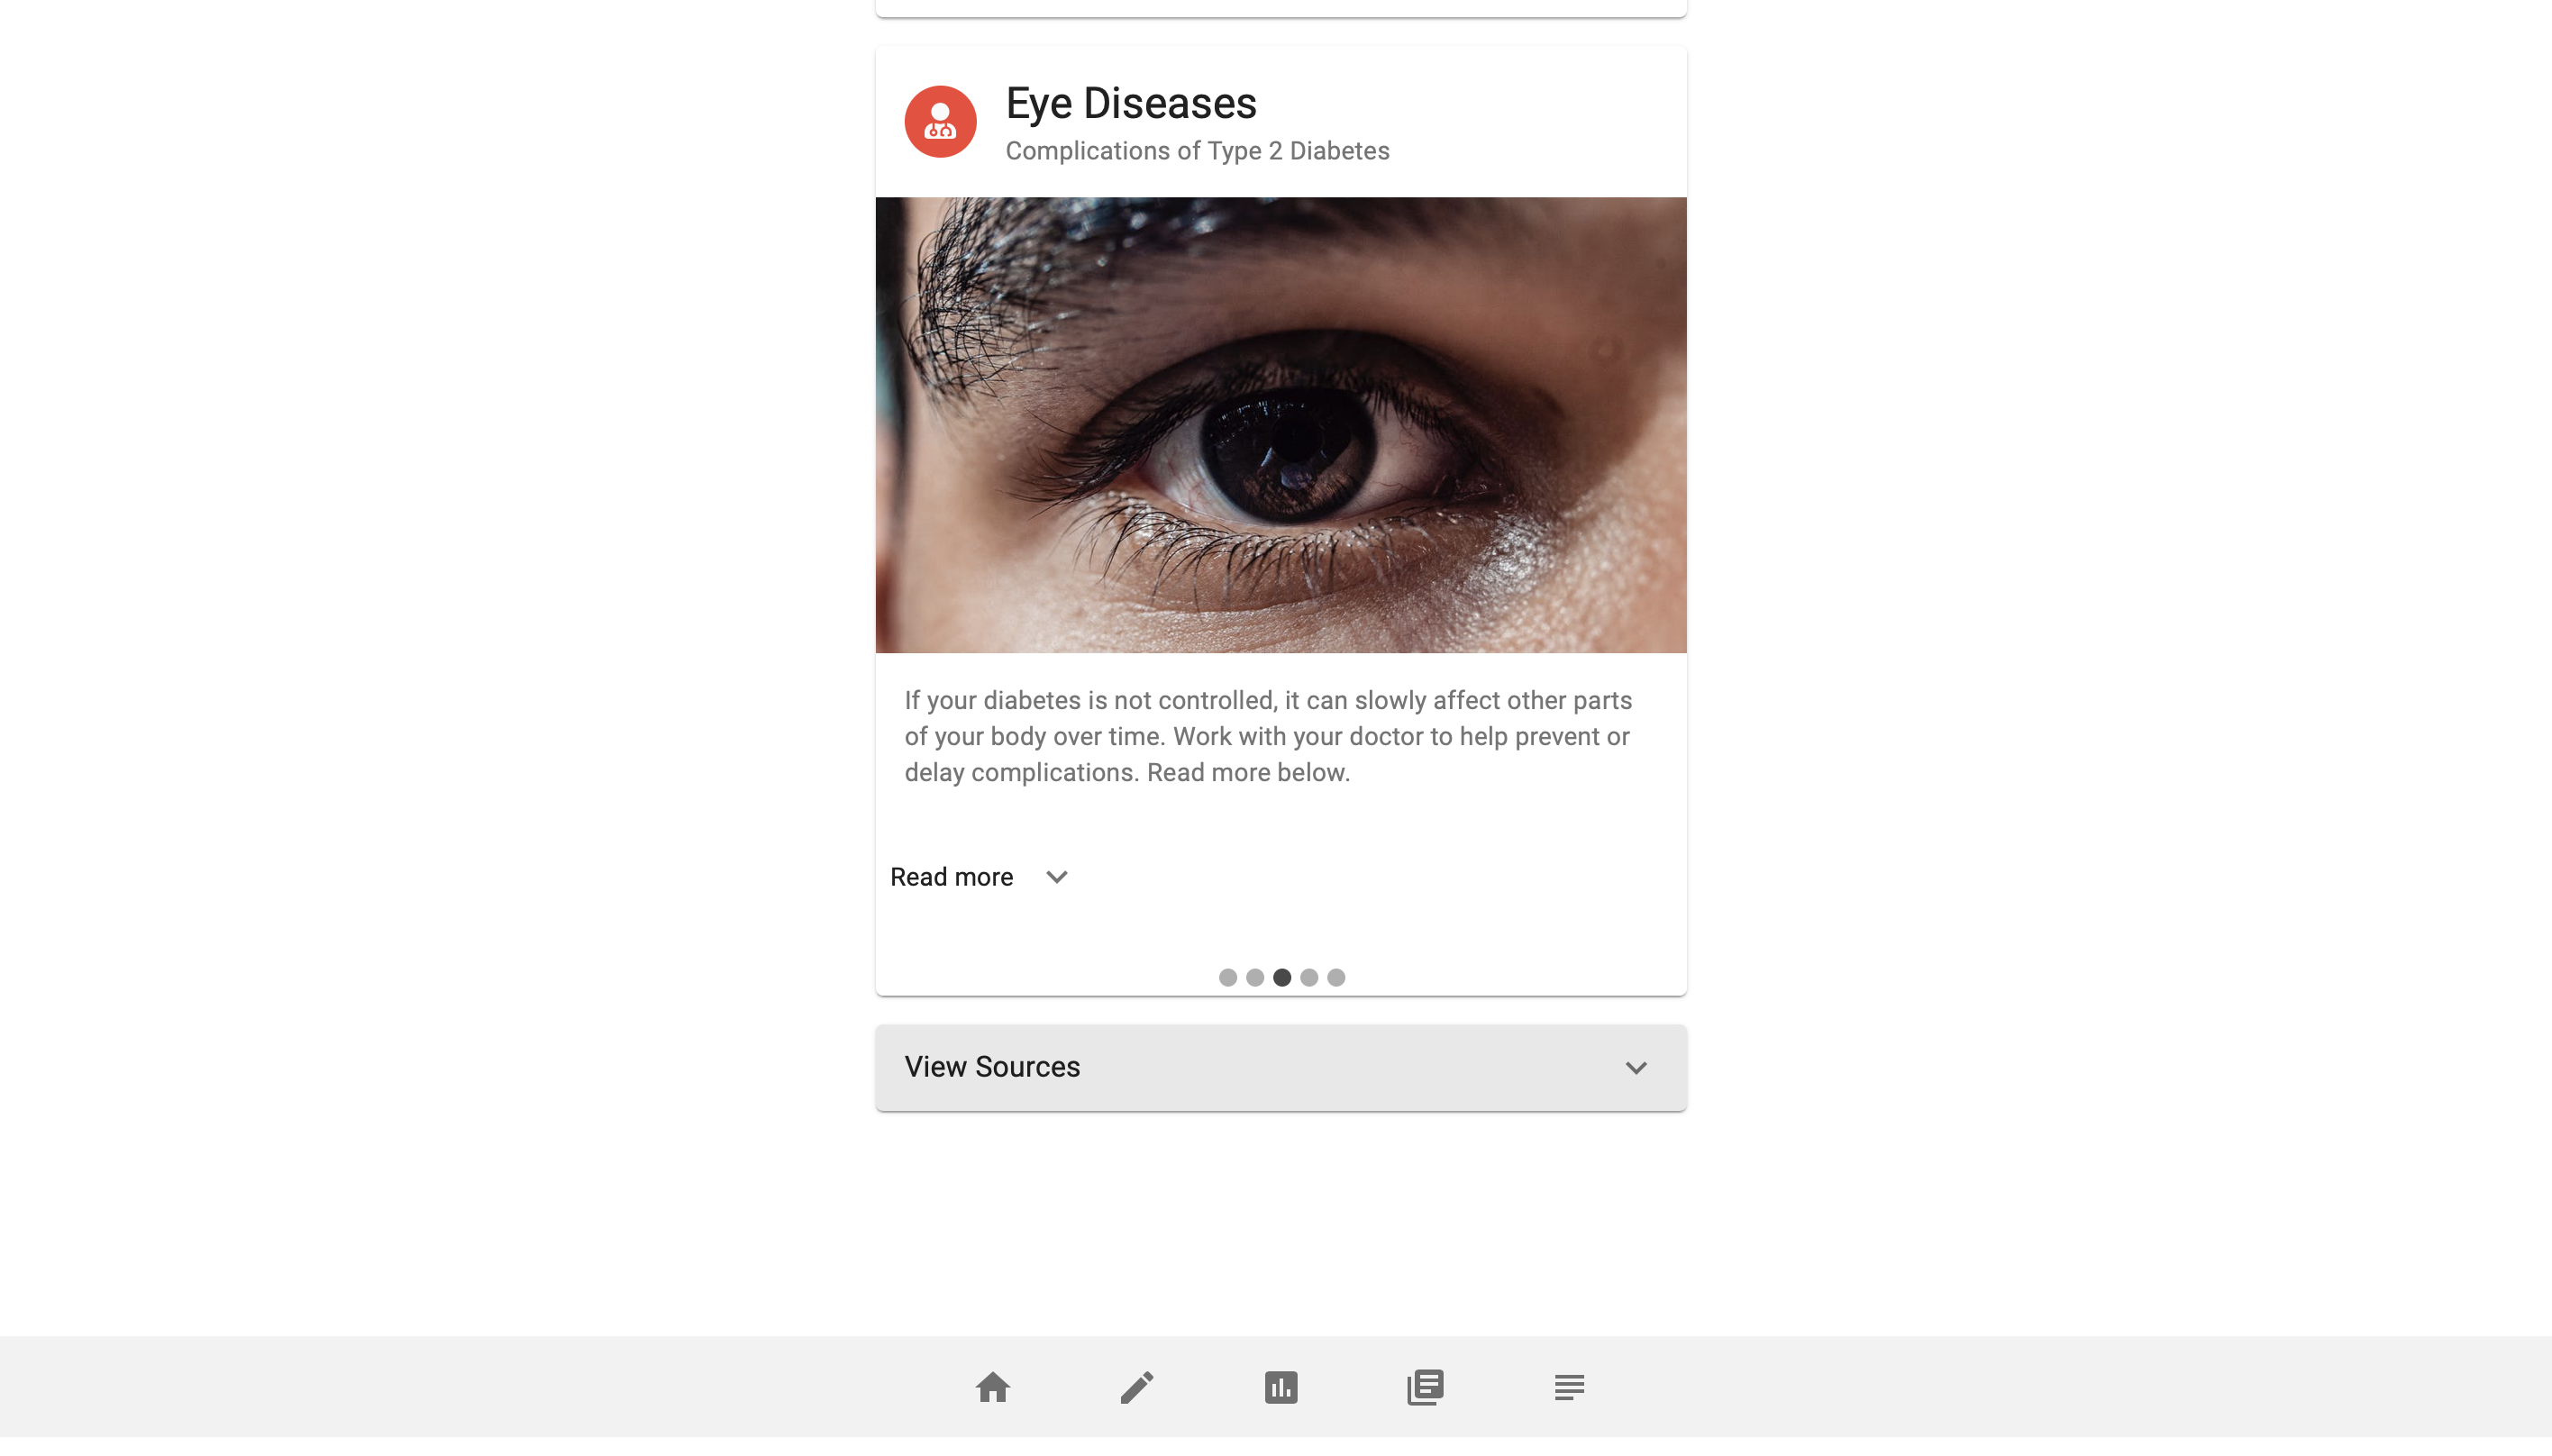 Eye Diseases
Complications of Type 2 Diabetes
If your diabetes is not controlled, it can slowly affect other parts
of your body over time. Work with your doctor to help prevent or
delay complications. Read more below.
Read more
View Sources